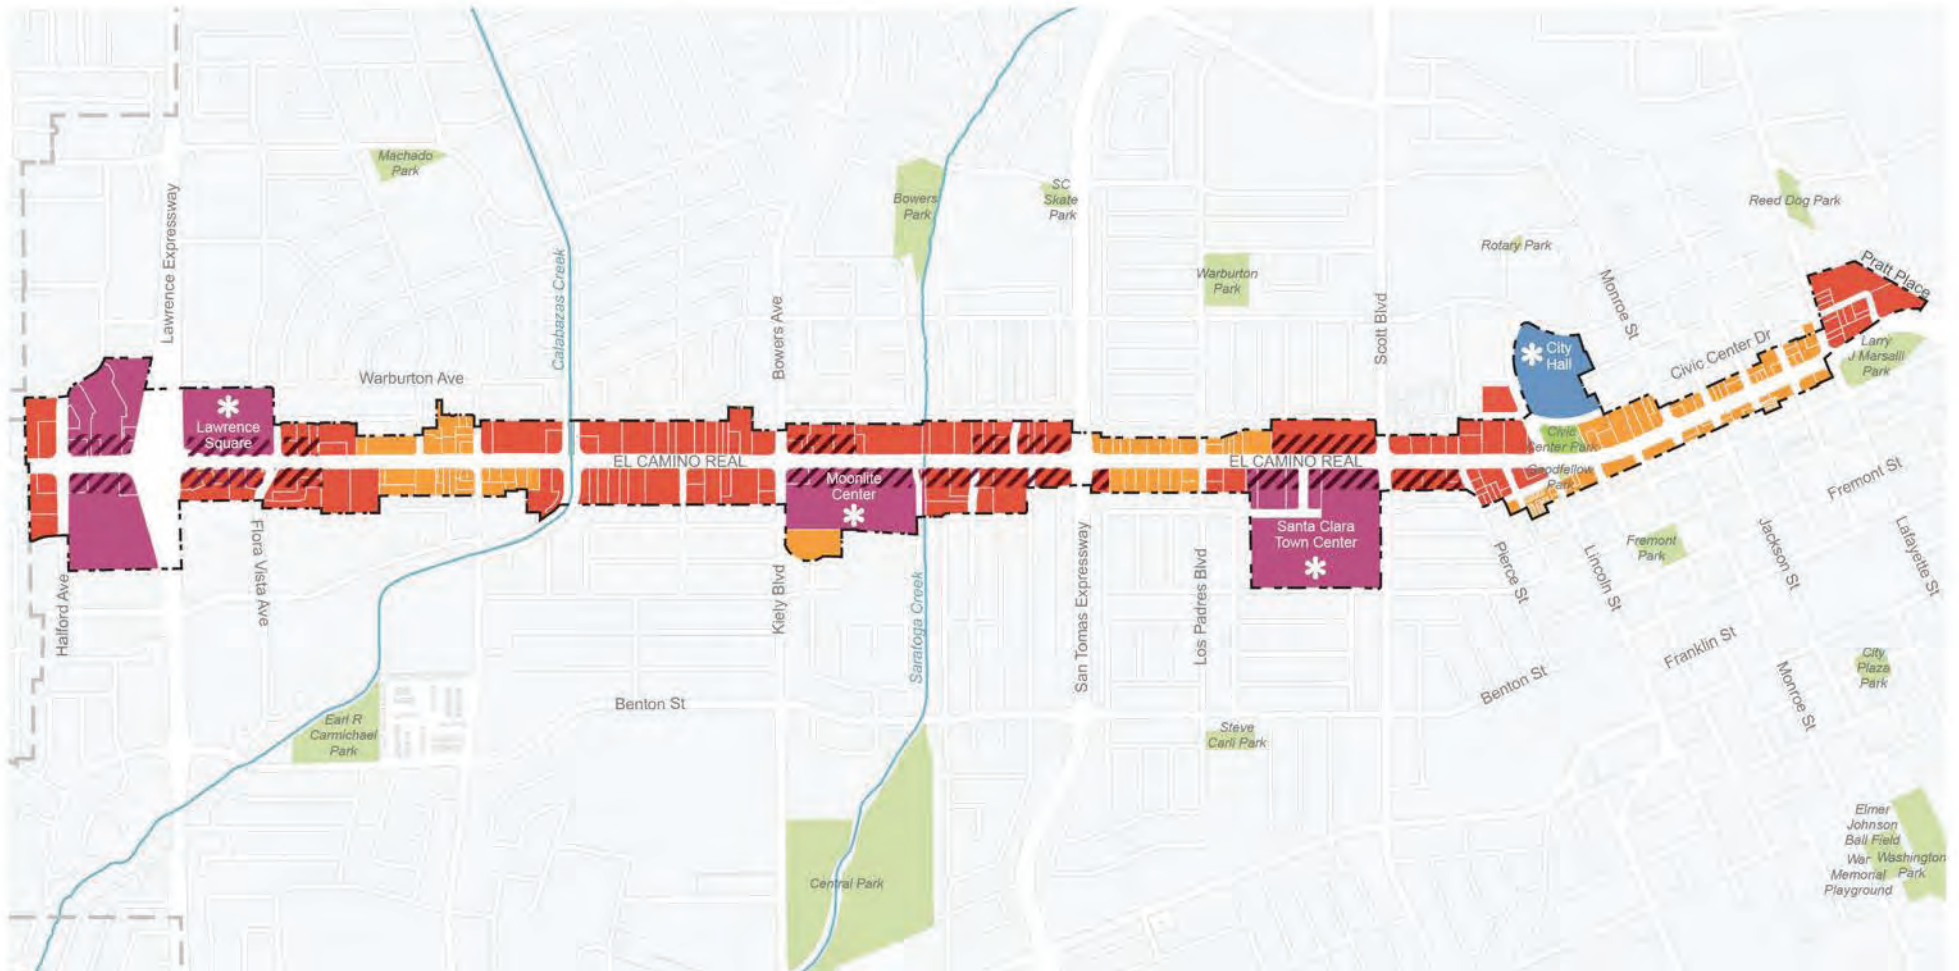 Machado
Park
Bowers
Park
SC
Skate
Park
Reed Dog Park
Lawrence Expressway
Calabazas Creek
Warburton
Park
Rotary Park
Monroe St
Pratt Place
Bowers Ave
Scott Blvd
City
Hall
Civic Center Dr
Larry
J Marsalli
Park
Warburton Ave
Lawrence
Square
Civic
Center Park
EL CAMINO REAL
EL CAMINO REAL
Moonlite
Center
Goodfellow
Park
Fremont St
Santa Clara
Town Center
Halford Ave
Flora Vista Ave
Kiely Blvd
Saratoga Creek
San Tomas Expressway
Los Padres Blvd
Pierce St
Lincoln St
Fremont
Park
Jackson St
Lafayette St
Franklin St
City
Plaza
Park
Benton St
Benton St
Monroe St
Earl R
Carmichael
Park
Steve
Carli Park
Central Park
Elmer
Johnson
Ball Field
War
Memorial
Playground
Washington
Park